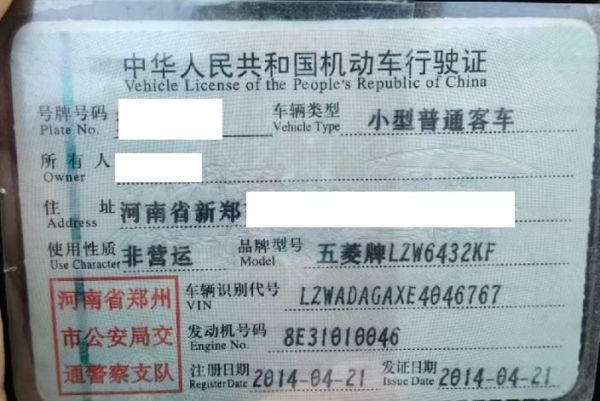 中华人民共和国机动车行驶证
Vehicle License of the People's Republic of China
号牌号码 车辆类型 小型普通客车
Plate No. Vehicle Type
所有人
Owner
住 址 河南省新郑
Address
使用性质 非营运 品牌型号 五菱牌LZW6432KF
Use Character Model
河南省郑州 车辆识别代号 LZWADAGAXE4046767
VIN
市公安局交 发动机号码 8E31010046
Engine No.
通警察支队 注册日期 2014-04-21 发证日期 2014-04-21
Register Date Issue Date